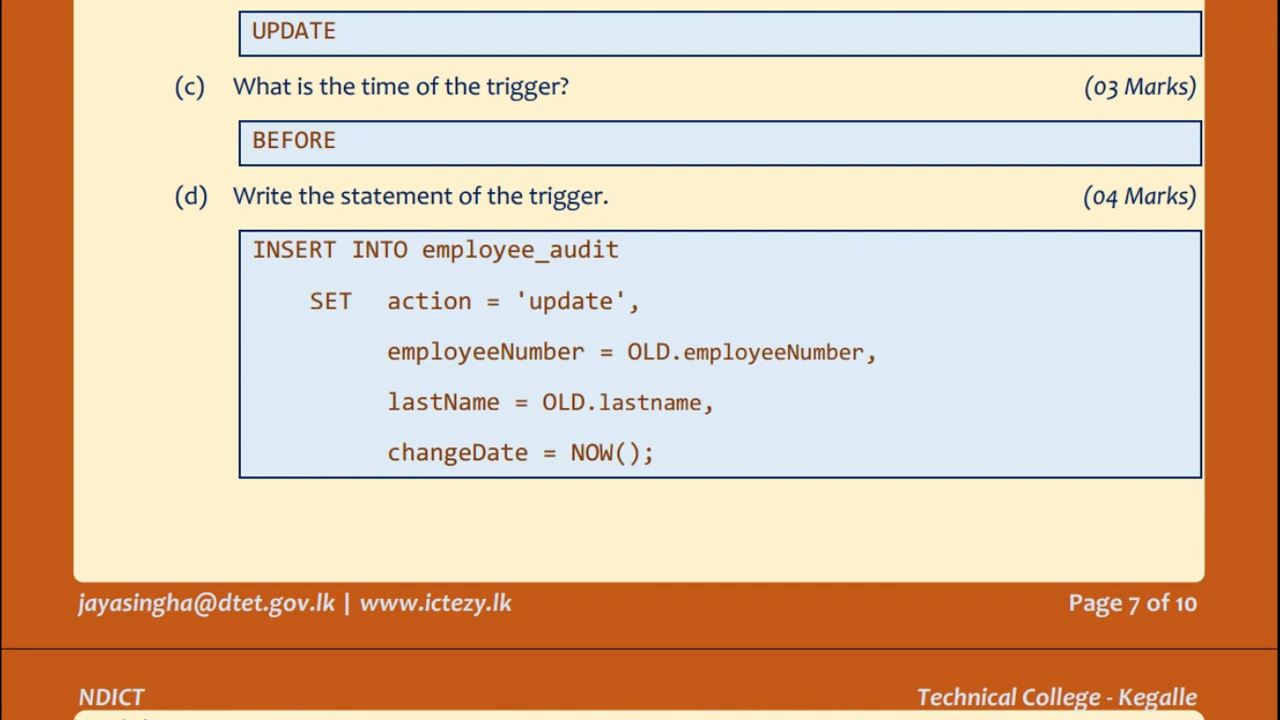 UPDATE
(c) What is the time of the trigger? (03 Marks)
BEFORE
(d) Write the statement of the trigger. (04 Marks)
INSERT INTO employee_audit
SET action = 'update',
employeeNumber = OLD.employeeNumber,
lastName = OLD.lastname,
changeDate = NOW();
jayasingha@dtet.gov.lk | www.ictezy.lk Page 7 of 10
NDICT Technical College - Kegalle